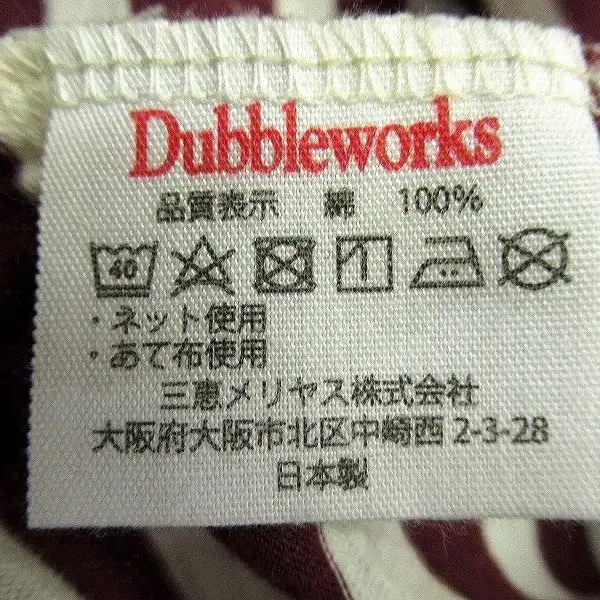 Dubbleworks
品質表示 綿 100%
40
・ネット使用
・あて布使用
三恵メリヤス株式会社
大阪府大阪市北区中崎西 2-3-28
日本製